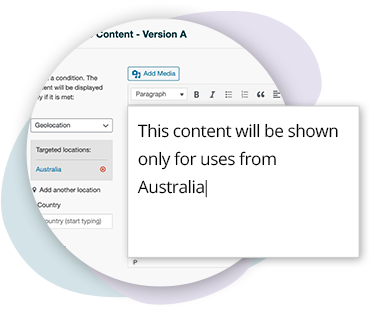 Content - Version A
a condition. The
will be displayed
if it is met:
Add Media
Paragraph B I
Geolocation
Targeted locations:
Australia
Add another location
Country
ountry (start typing)
This content will be shown
only for uses from
Australia
P